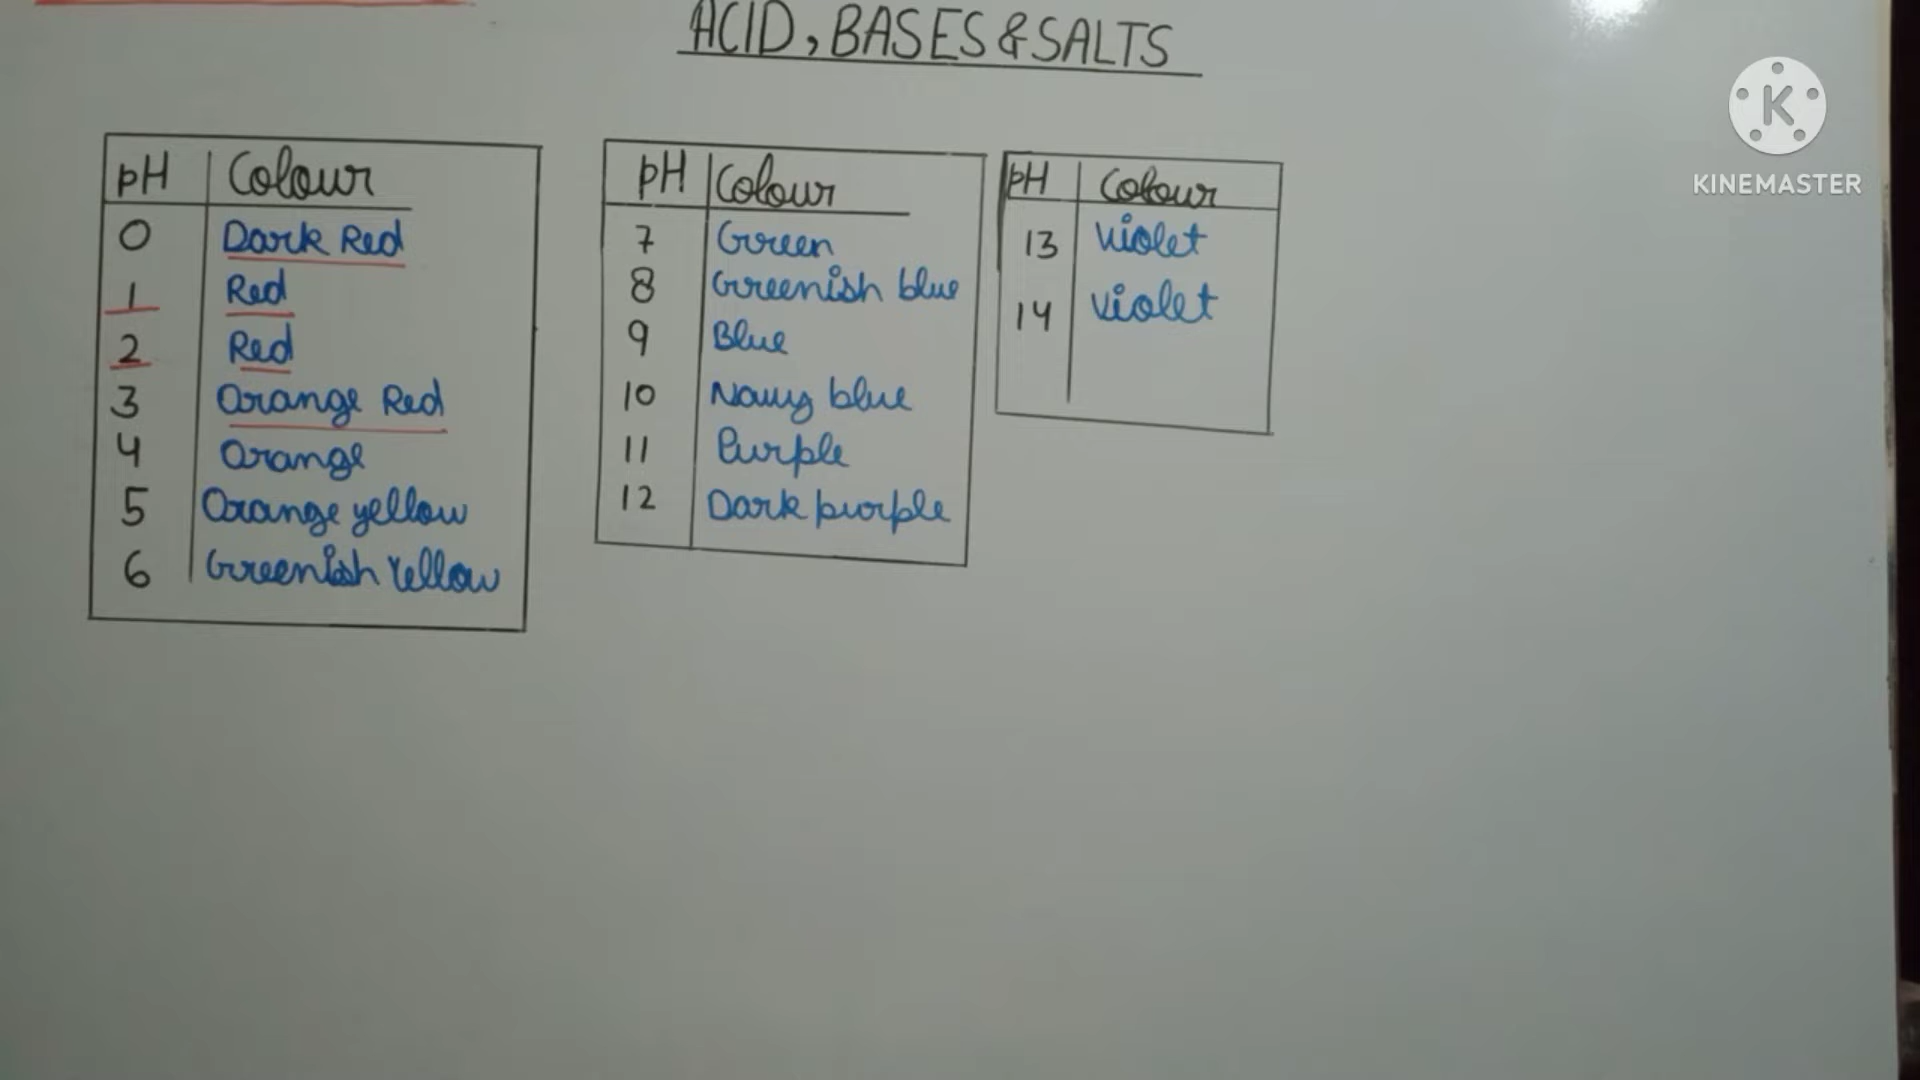 ACID, BASES & SALTS
pH Colour
0 Dark Red
1 Red
2 Red
3 Orange Red
4 Orange
5 Orange yellow
6 Greenish Yellow
pH Colour
7 Green
8 Greenish blue
9 Blue
10 Navy blue
11 Purple
12 Dark purple
pH Colour
13 Violet
14 Violet
K
KINEMASTER